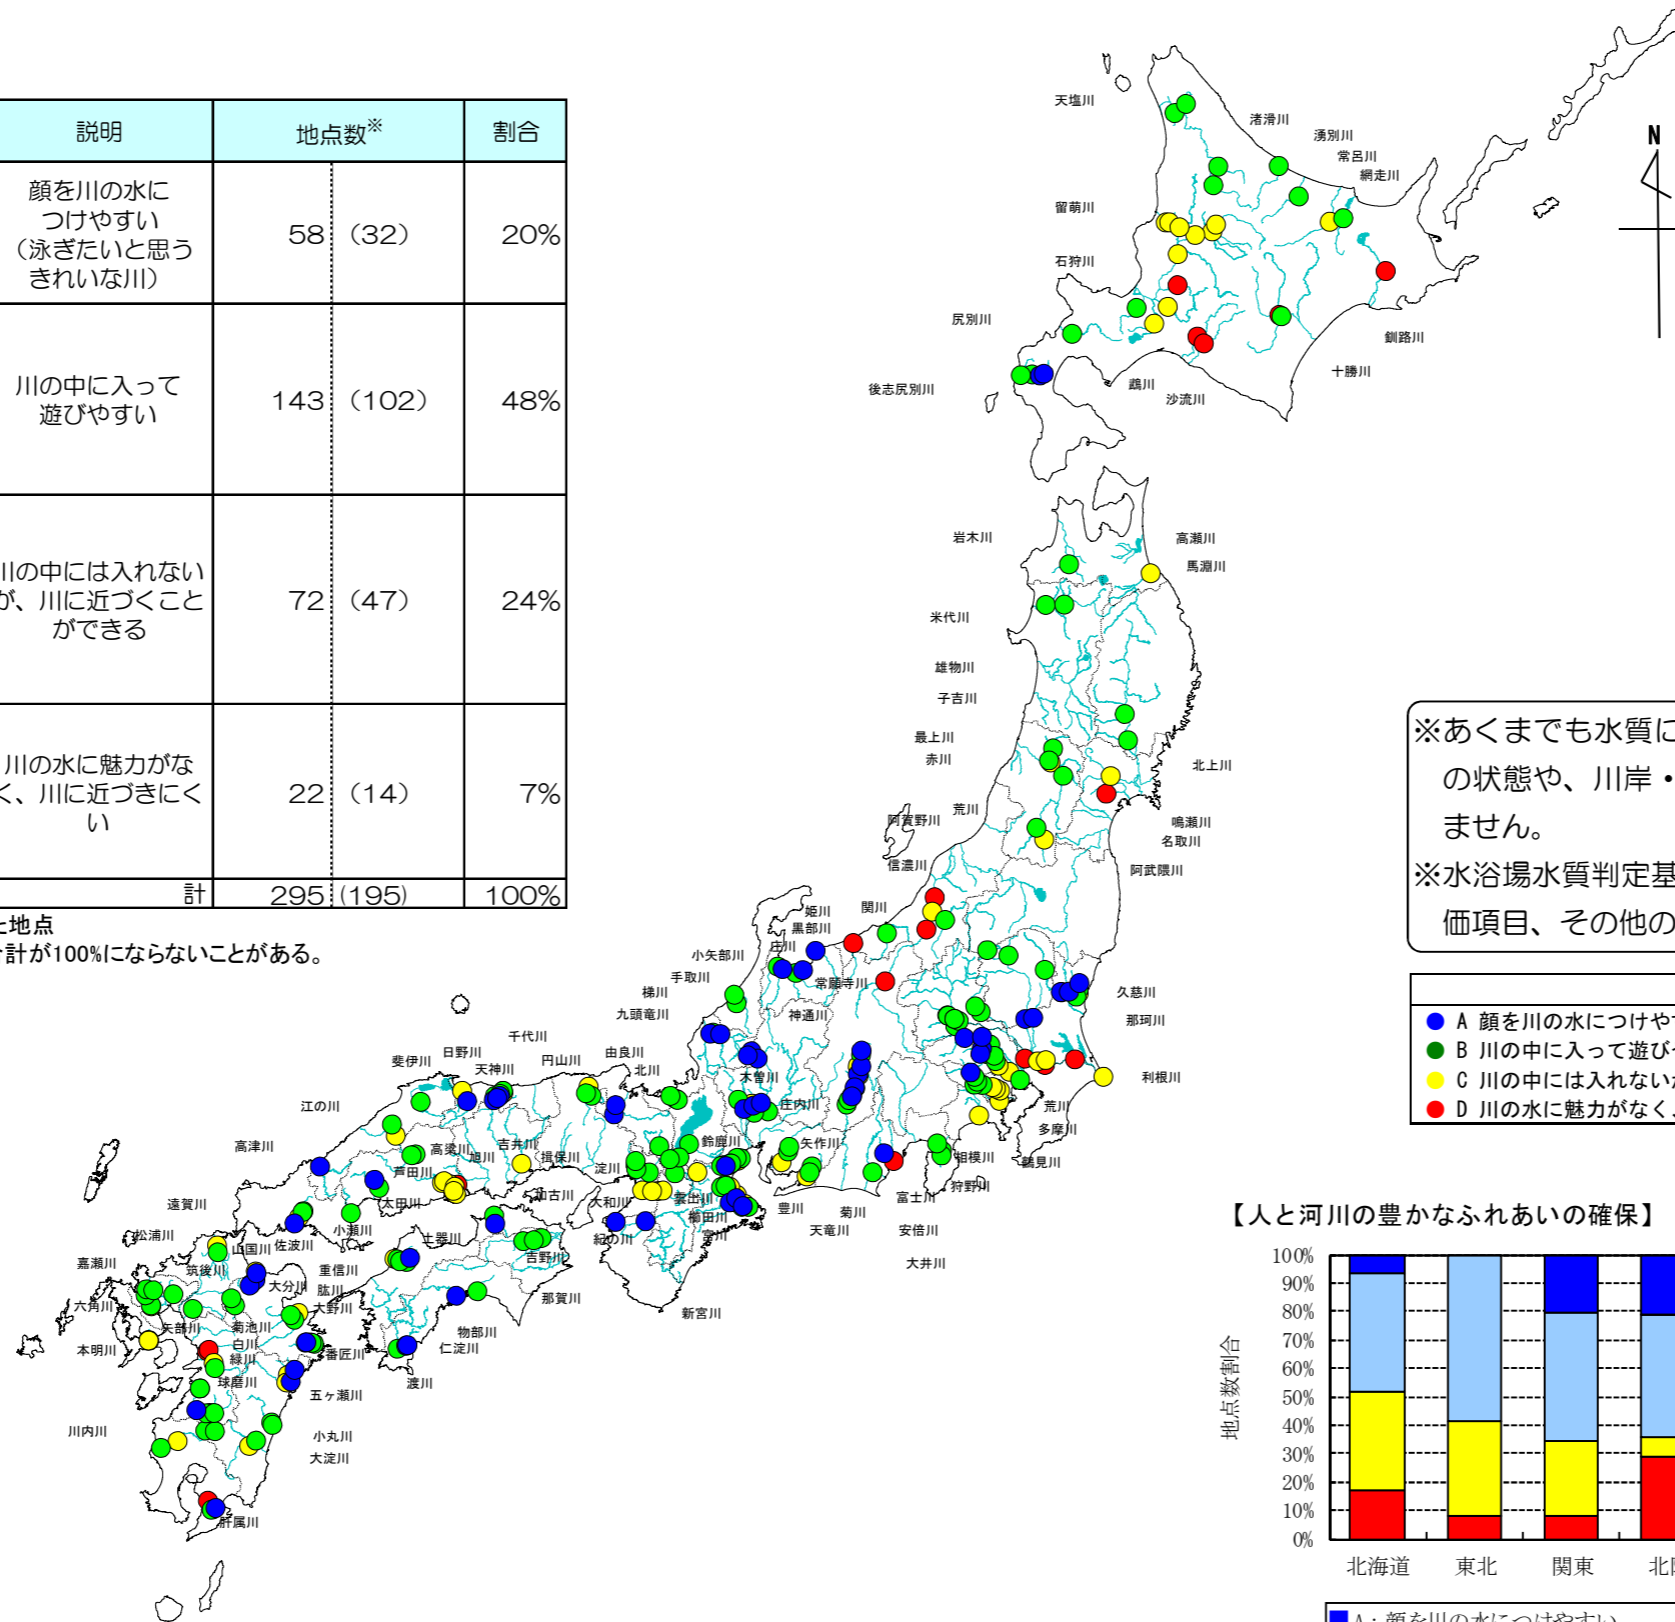 説明 地点数※ 割合
顔を川の水に
つけやすい
（泳ぎたいと思う
きれいな川）
58 （32） 20%
川の中に入って
遊びやすい
143 （102） 48%
川の中には入れない
が、川に近づくこと
ができる
72 （47） 24%
川の水に魅力がな
く、川に近づきにく
い
22 （14） 7%
計 295 (195) 100%
た地点
合計が100%にならないことがある。
天塩川
渚滑川
湧別川
常呂川
網走川
留萌川
石狩川
尻別川
後志尻別川
鵡川
沙流川
十勝川
釧路川
N
岩木川
高瀬川
馬淵川
米代川
雄物川
子吉川
最上川
赤川
北上川
荒川
阿賀野川
鳴瀬川
名取川
信濃川
阿武隈川
関川
姫川
黒部川
庄川
小矢部川
常願寺川
手取川
梯川
神通川
九頭竜川
久慈川
那珂川
利根川
荒川
多摩川
鶴見川
相模川
狩野川
富士川
安倍川
大井川
菊川
天竜川
豊川
矢作川
庄内川
木曽川
鈴鹿川
雲出川
櫛田川
宮川
新宮川
紀の川
大和川
淀川
北川
由良川
円山川
加古川
揖保川
千代川
天神川
日野川
斐伊川
江の川
高津川
吉井川
旭川
高梁川
芦田川
太田川
小瀬川
佐波川
土器川
吉野川
那賀川
物部川
仁淀川
渡川
重信川
肱川
遠賀川
松浦川
山国川
筑後川
嘉瀬川
六角川
本明川
矢部川
菊池川
白川
緑川
球磨川
大分川
大野川
番匠川
五ヶ瀬川
小丸川
大淀川
川内川
肝属川
※あくまでも水質に
の状態や、川岸・
ません。
※水浴場水質判定基
価項目、その他の
A 顔を川の水につけや
B 川の中に入って遊び
C 川の中には入れない
D 川の水に魅力がなく、
【人と河川の豊かなふれあいの確保】
地点数割合
100%
90%
80%
70%
60%
50%
40%
30%
20%
10%
0%
北海道 東北 関東 北
A：顔を川の水につけやすい